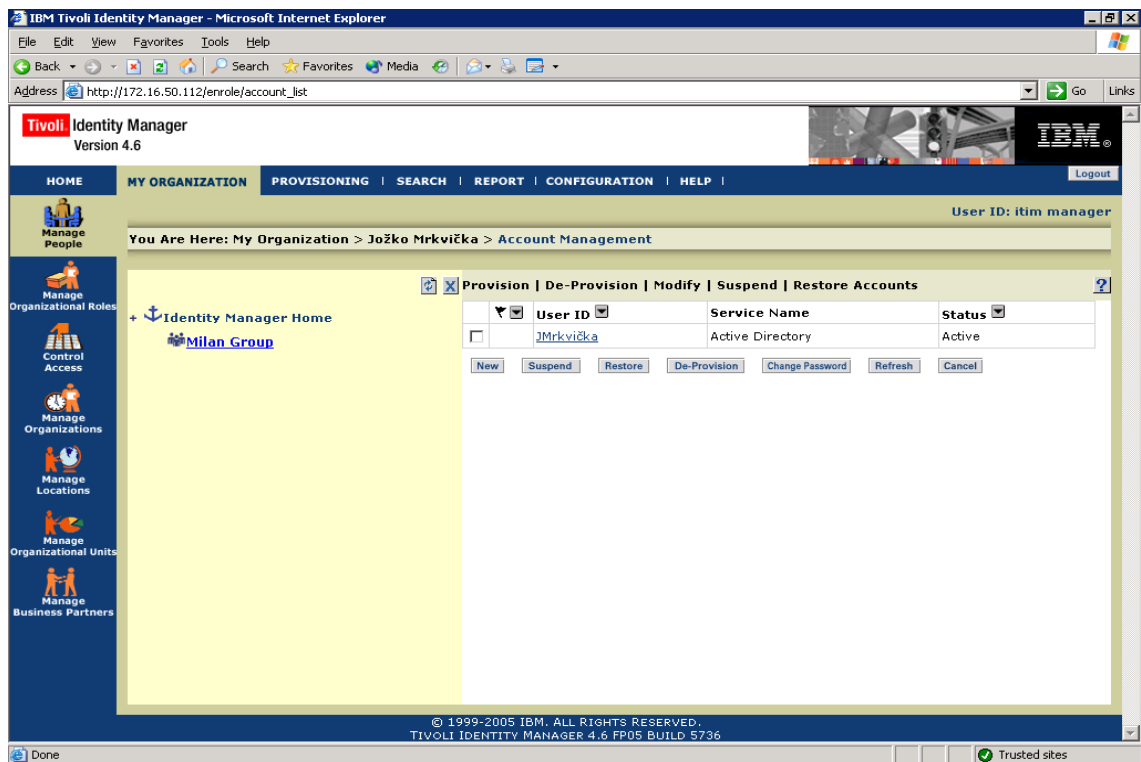 IBM Tivoli Identity Manager - Microsoft Internet Explorer
File Edit View Favorites Tools Help
Back Search Favorites Media
Address http://172.16.50.112/enrole/account_list Go Links
Tivoli. Identity Manager
Version 4.6
IBM®
HOME MY ORGANIZATION PROVISIONING | SEARCH | REPORT | CONFIGURATION | HELP | Logout
User ID: itim manager
You Are Here: My Organization > Jožko Mrkvička > Account Management
Manage
People
Manage
Organizational Roles
Control
Access
Manage
Organizations
Manage
Locations
Manage
Organizational Units
Manage
Business Partners
+ Identity Manager Home
Milan Group
X Provision | De-Provision | Modify | Suspend | Restore Accounts ?
User ID Service Name Status
JMrkvička Active Directory Active
New Suspend Restore De-Provision Change Password Refresh Cancel
© 1999-2005 IBM. ALL RIGHTS RESERVED.
TIVOLI IDENTITY MANAGER 4.6 FP05 BUILD 5736
Done Trusted sites